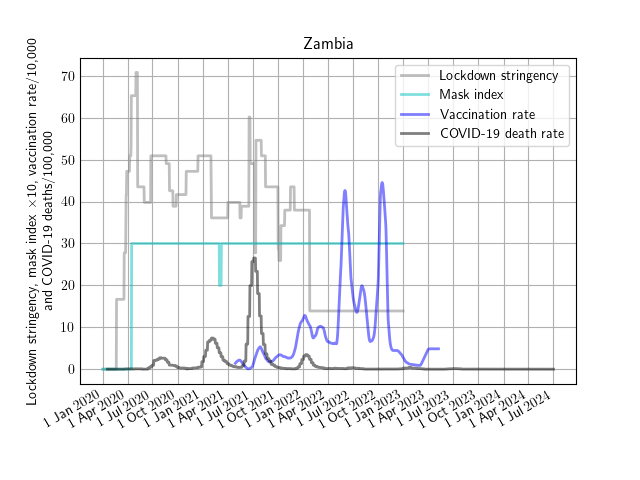 Zambia
Lockdown stringency, mask index ×10, vaccination rate/10,000
and COVID-19 deaths/100,000
70
60
50
40
30
20
10
0
Lockdown stringency
Mask index
Vaccination rate
COVID-19 death rate
1 Jan 2020
1 Apr 2020
1 Jul 2020
1 Oct 2020
1 Jan 2021
1 Apr 2021
1 Jul 2021
1 Oct 2021
1 Jan 2022
1 Apr 2022
1 Jul 2022
1 Oct 2022
1 Jan 2023
1 Apr 2023
1 Jul 2023
1 Oct 2023
1 Jan 2024
1 Apr 2024
1 Jul 2024